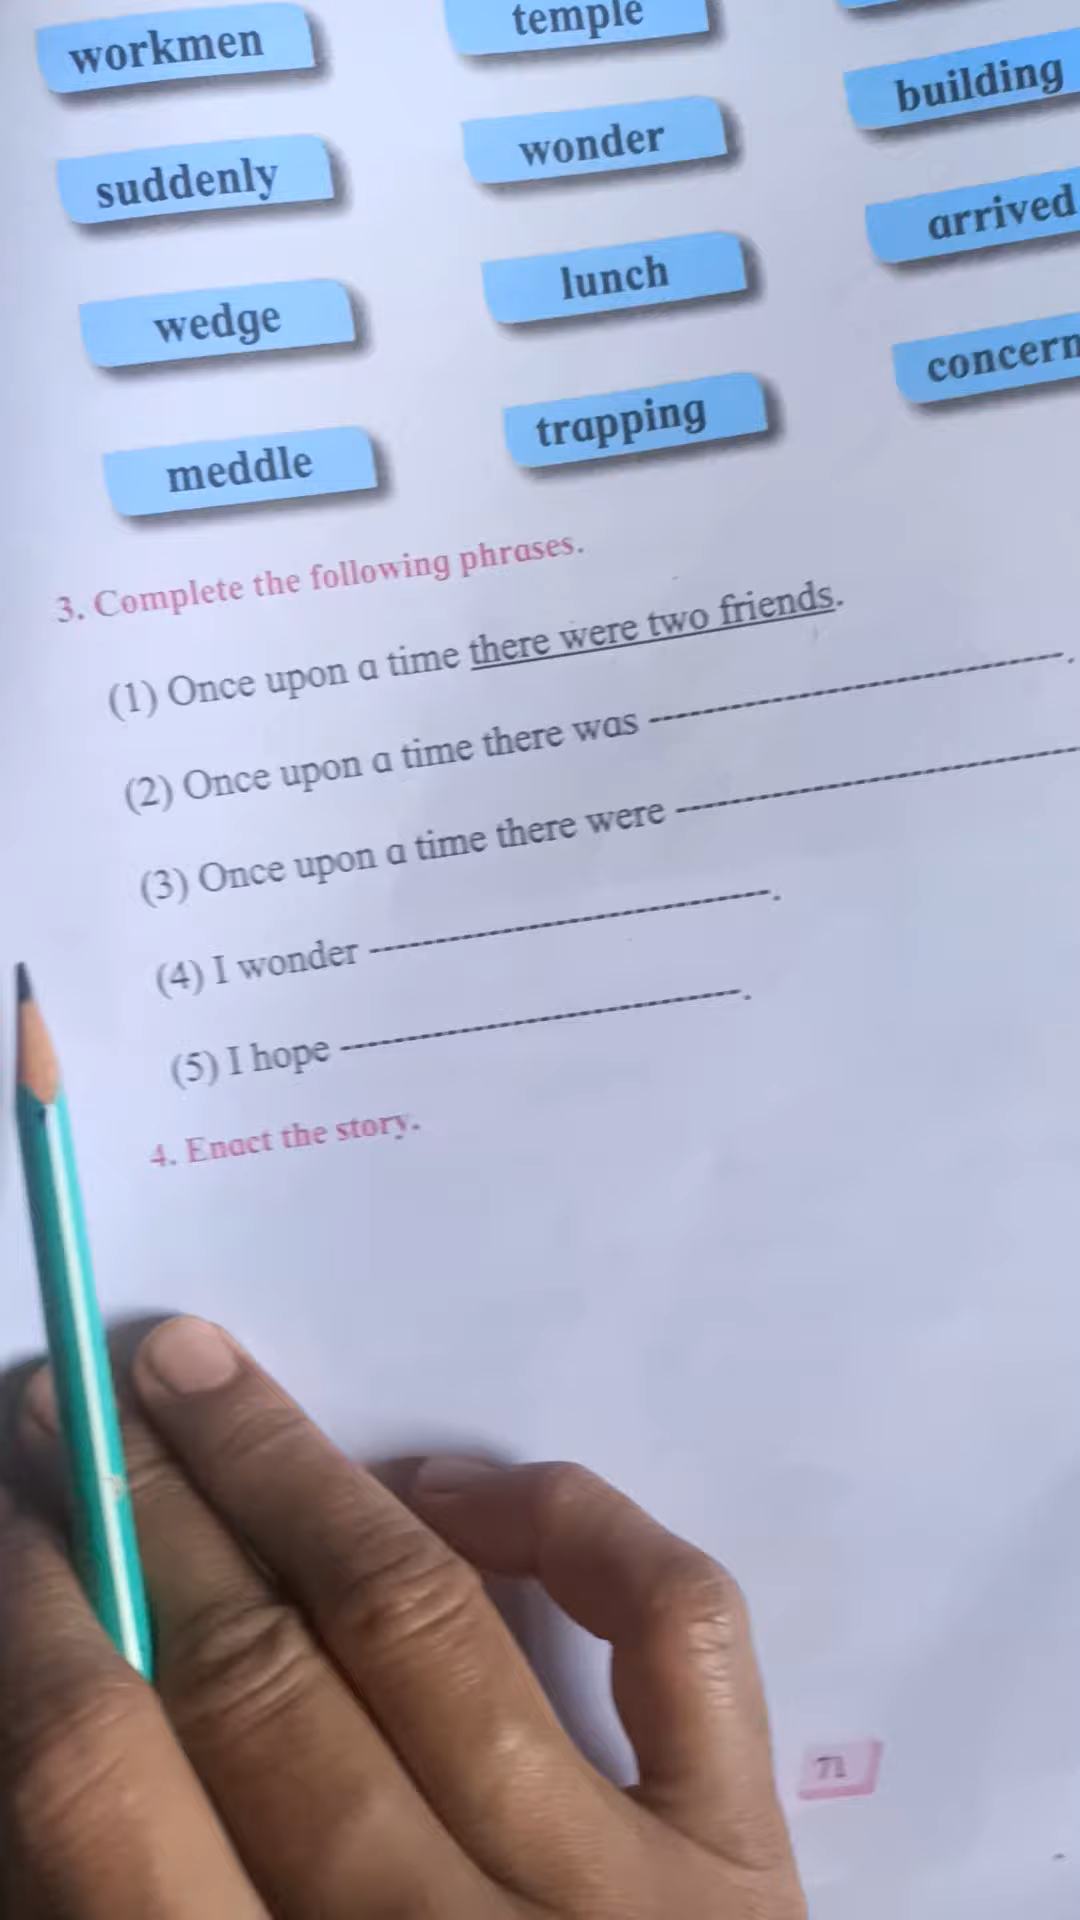 workmen temple
suddenly wonder building
wedge lunch arrived
meddle trapping concern
3. Complete the following phrases.
(1) Once upon a time there were two friends.
(2) Once upon a time there was ---------- .
(3) Once upon a time there were ----------
(4) I wonder ---------- .
(5) I hope ---------- .
4. Enact the story.
71